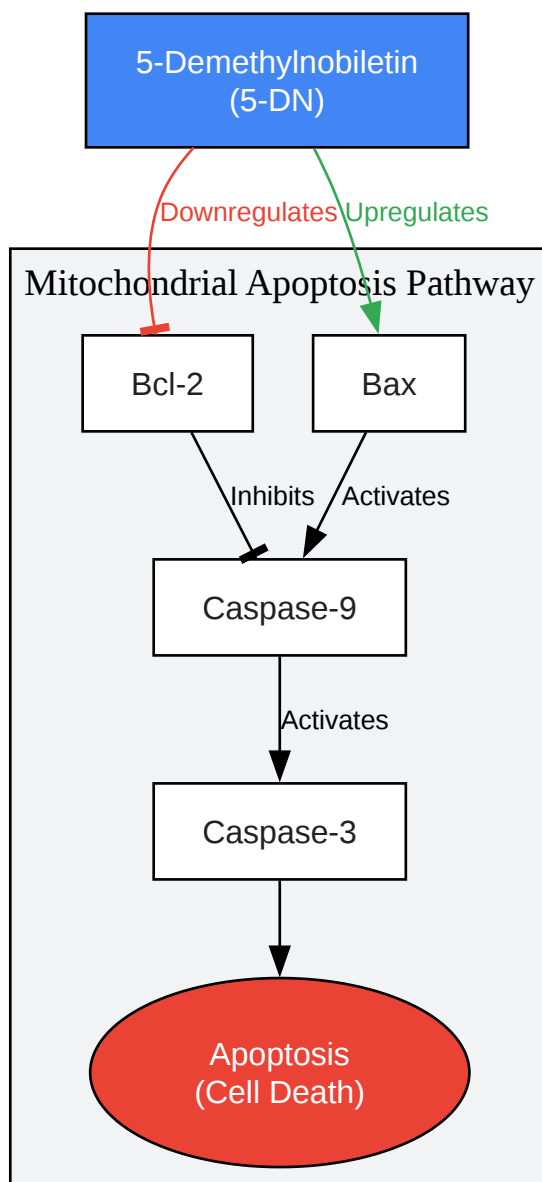 5-Demethylnobiletin
(5-DN)
Downregulates
Upregulates
Mitochondrial Apoptosis Pathway
Bcl-2
Bax
Inhibits
Activates
Caspase-9
Activates
Caspase-3
Apoptosis
(Cell Death)